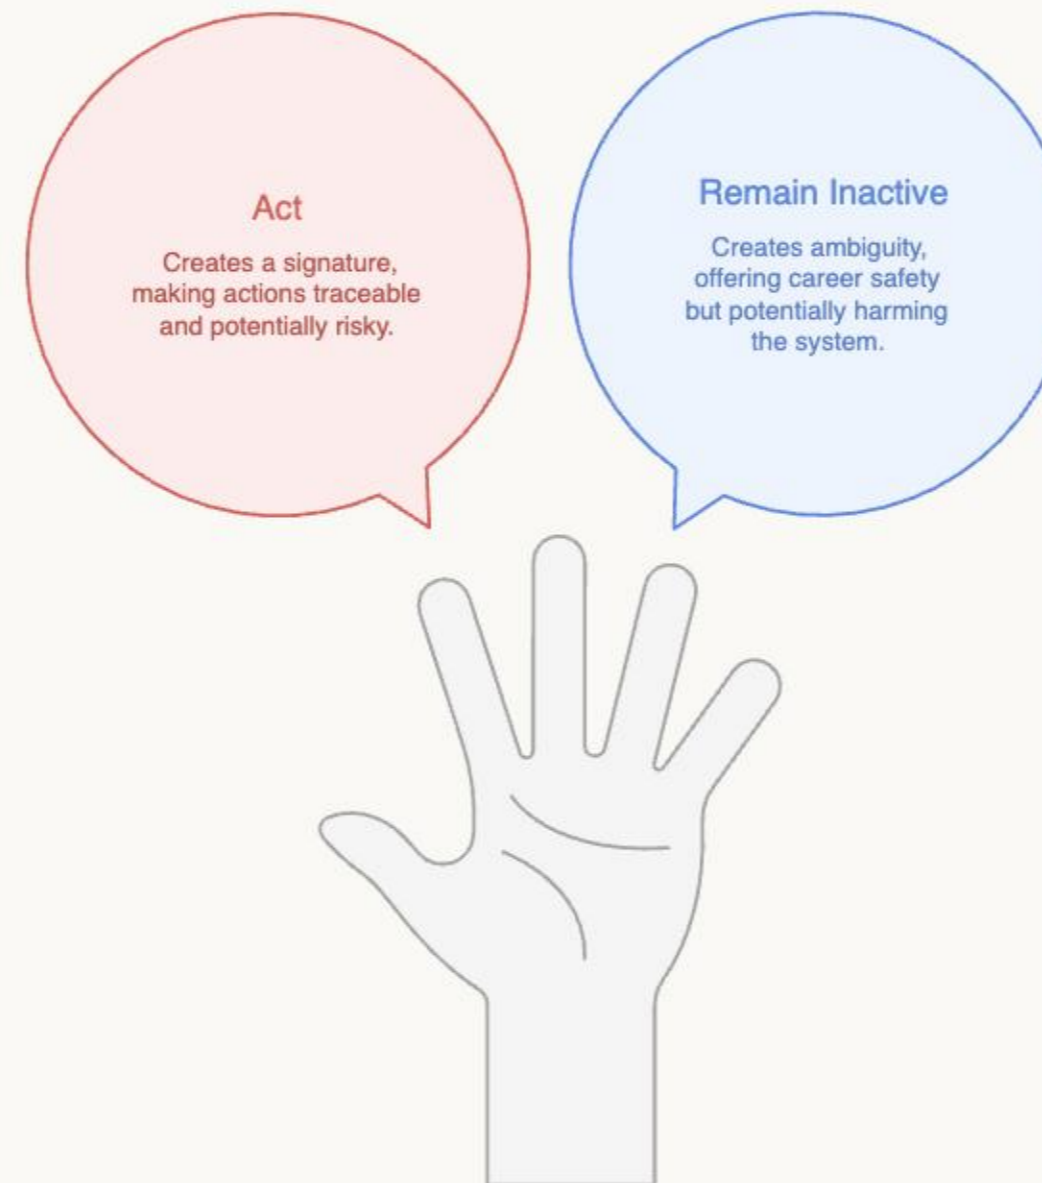 Act
Creates a signature,
making actions traceable
and potentially risky.
Remain Inactive
Creates ambiguity,
offering career safety
but potentially harming
the system.